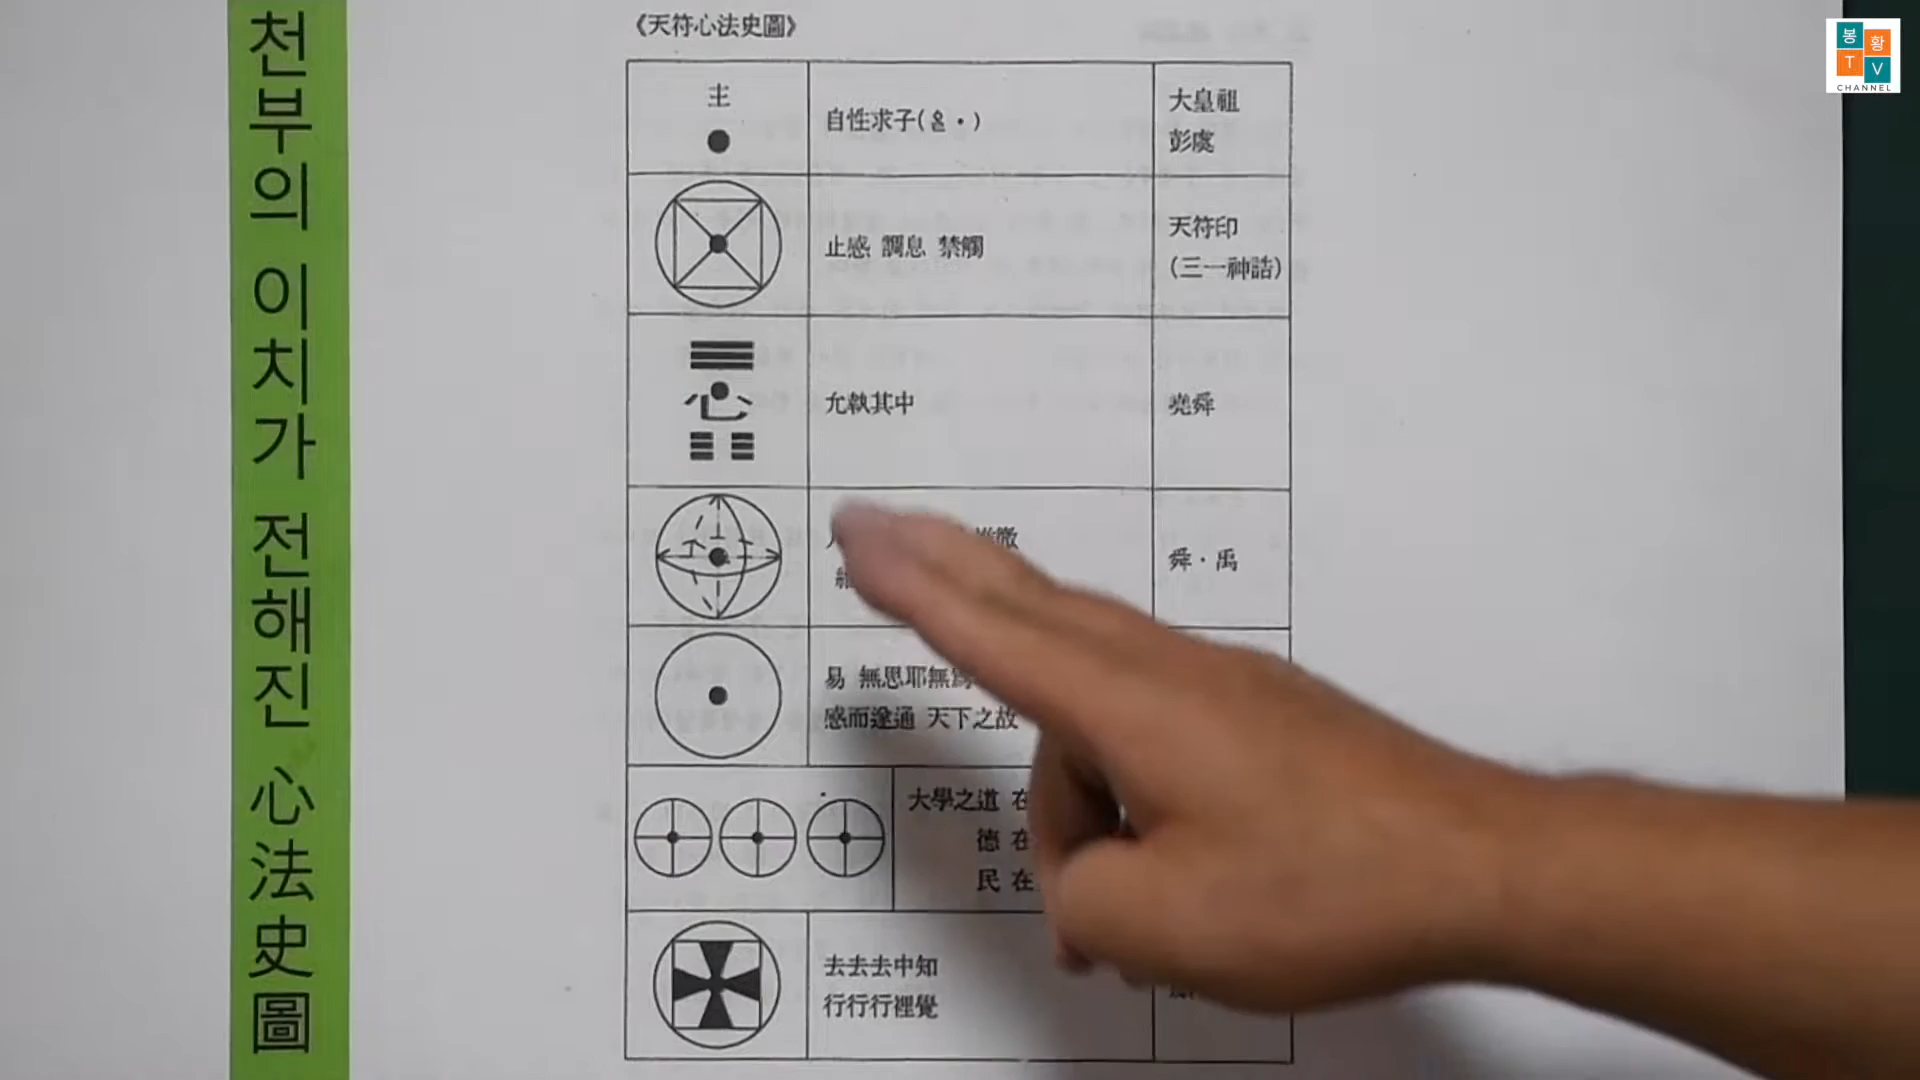 천부의 이치가 전해진 心法史圖
《天符心法史圖》
主
自性求子( · )
大皇祖
彭虞
止感 調息 禁觸
天符印
(三一神誥)
心
允執其中
堯舜
舜·禹
易 無思耶無爲
感而邃通 天下之故
大學之道 在
德 在
民 在
去去去中知
行行行裡覺
봉황
TV
CHANNEL